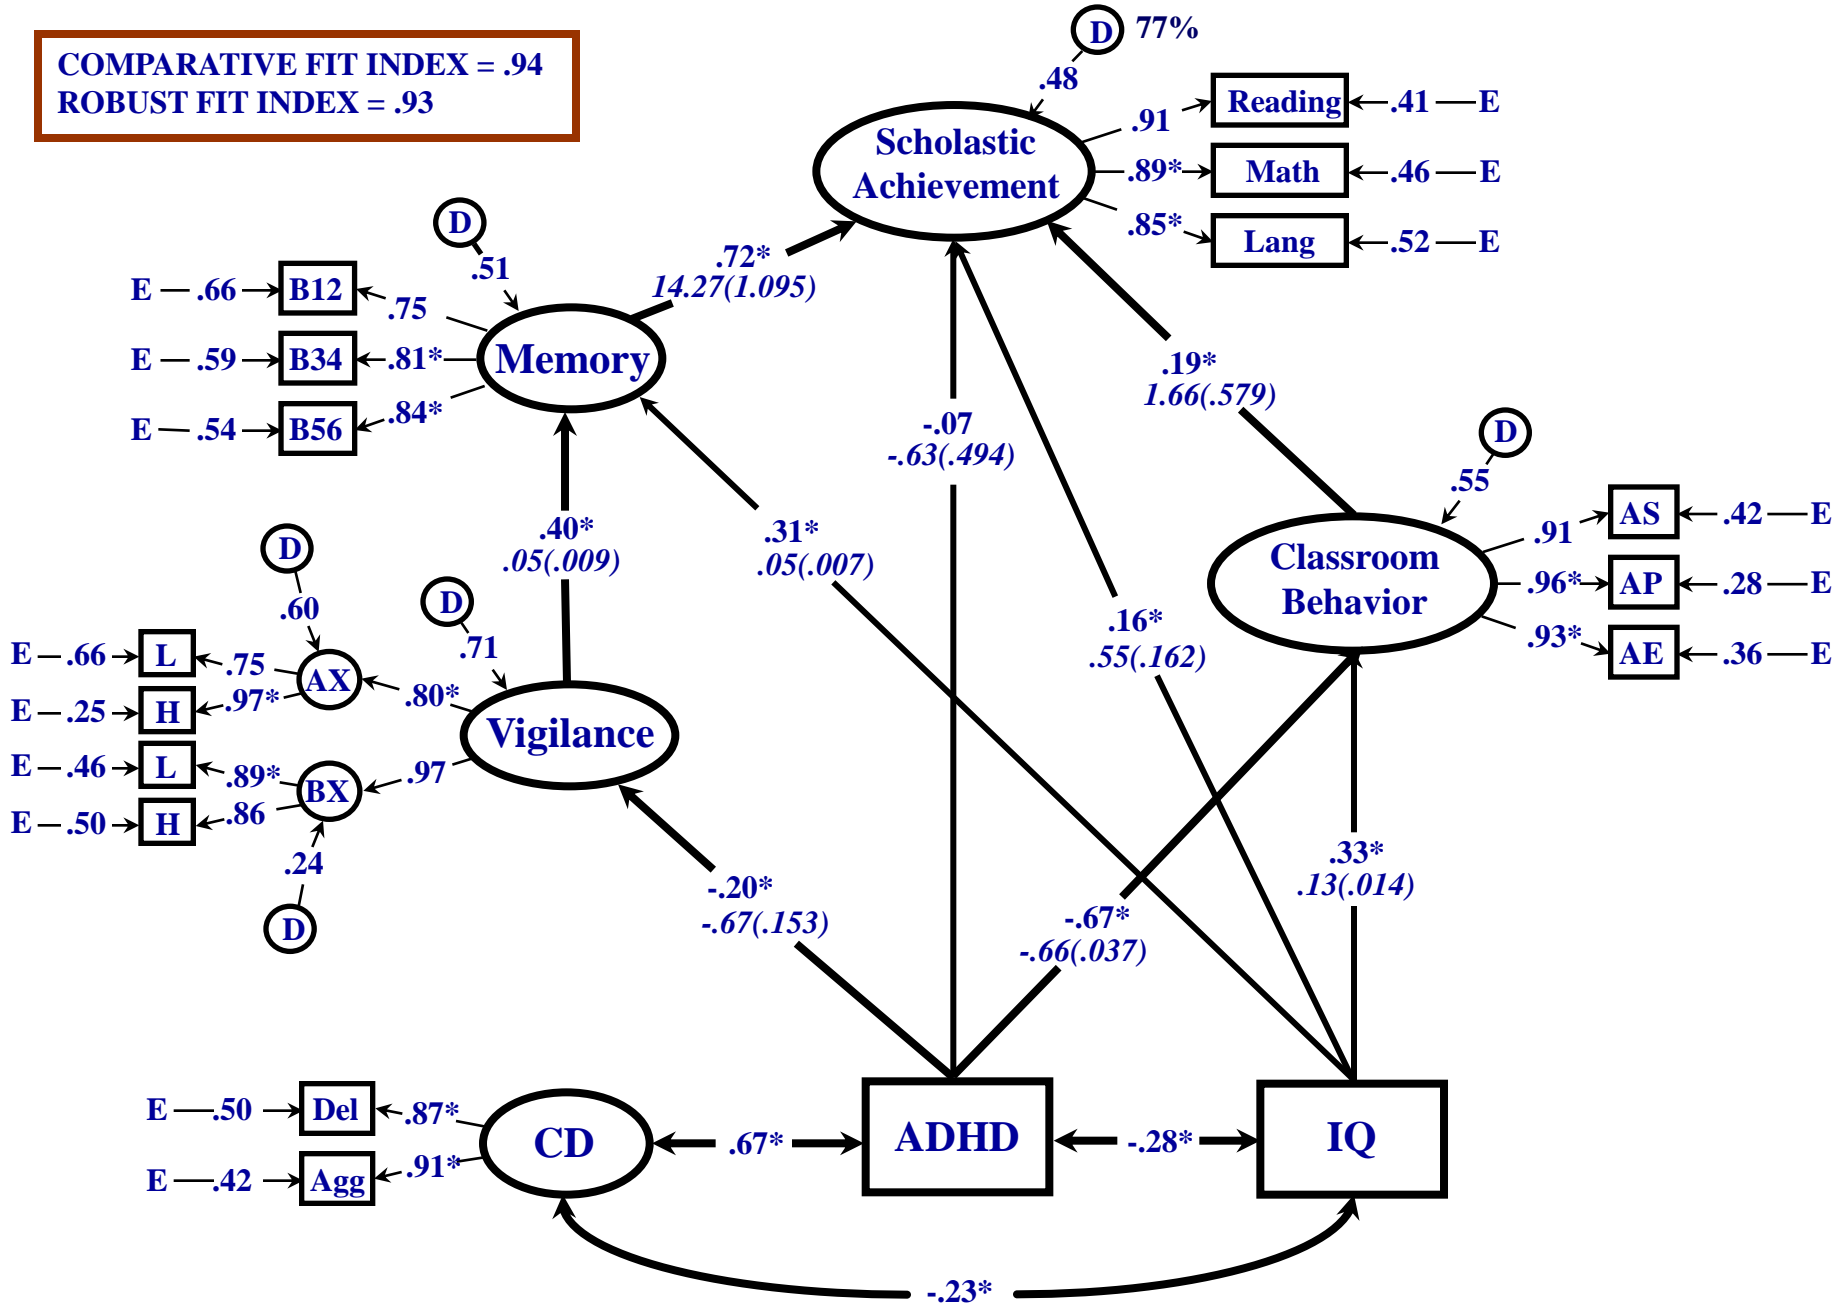 COMPARATIVE FIT INDEX = .94
ROBUST FIT INDEX = .93
D 77%
.48
Scholastic
Achievement
.91 Reading .41 E
.89* Math .46 E
.85* Lang .52 E
D
.51
.72*
14.27(1.095)
E .66 B12 .75
E .59 B34 .81* Memory
E .54 B56 .84*
.19*
1.66(.579)
-.07
-.63(.494)
D
.55
.40*
.05(.009)
.31*
.05(.007)
Classroom
Behavior
.91 AS .42 E
.96* AP .28 E
.93* AE .36 E
.16*
.55(.162)
D
.60
D
.71
E .66 L .75
E .25 H .97*
AX .80*
Vigilance
E .46 L .89*
E .50 H .86
BX .97
.24
D
-.20*
-.67(.153)
.33*
.13(.014)
-.67*
-.66(.037)
E .50 Del .87*
E .42 Agg .91*
CD .67* ADHD -.28* IQ
-.23*